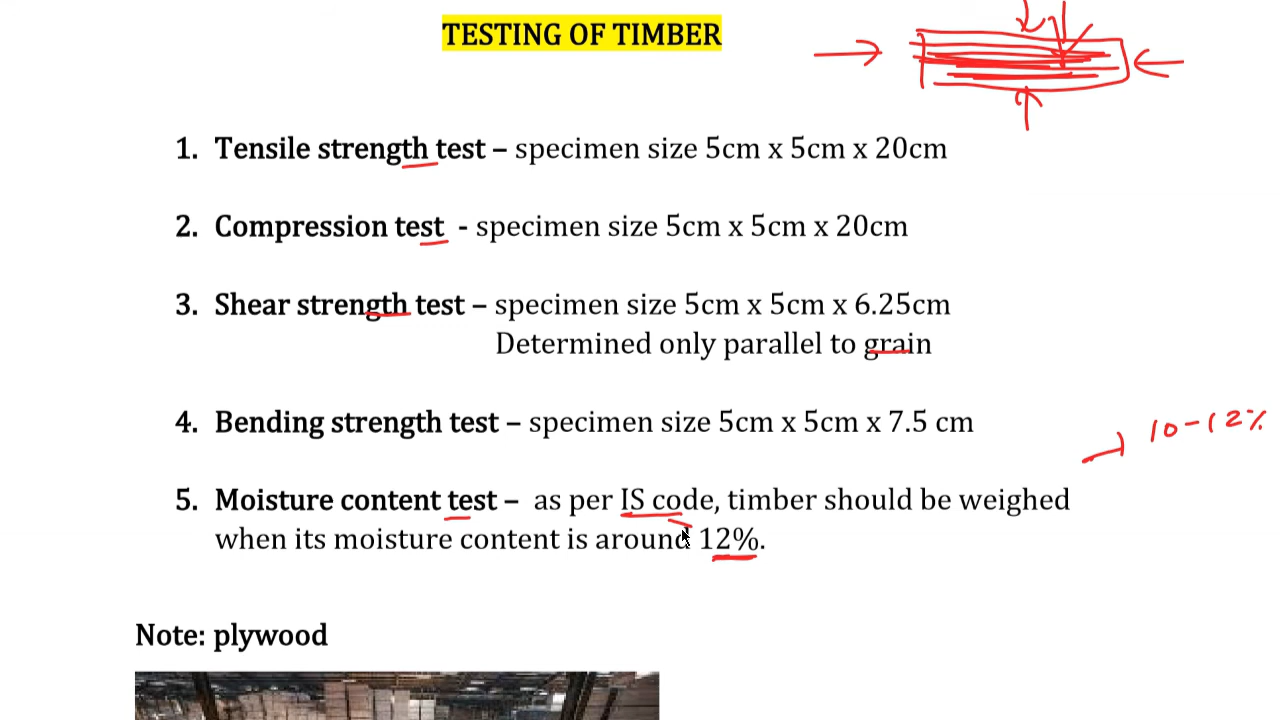 TESTING OF TIMBER
1. Tensile strength test – specimen size 5cm x 5cm x 20cm
2. Compression test - specimen size 5cm x 5cm x 20cm
3. Shear strength test – specimen size 5cm x 5cm x 6.25cm
Determined only parallel to grain
4. Bending strength test – specimen size 5cm x 5cm x 7.5 cm
10-12%
5. Moisture content test – as per IS code, timber should be weighed
when its moisture content is around 12%.
Note: plywood